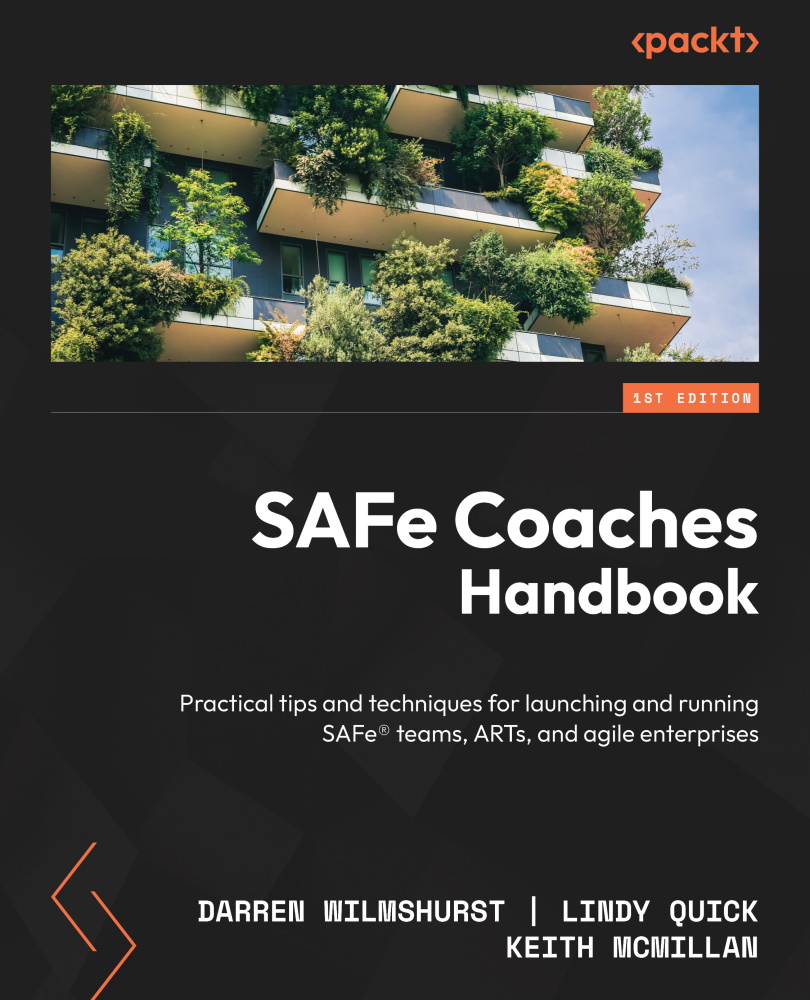 <packt>
1ST EDITION
SAFe Coaches
Handbook
Practical tips and techniques for launching and running
SAFe® teams, ARTs, and agile enterprises
DARREN WILMSHURST | LINDY QUICK
KEITH MCMILLAN